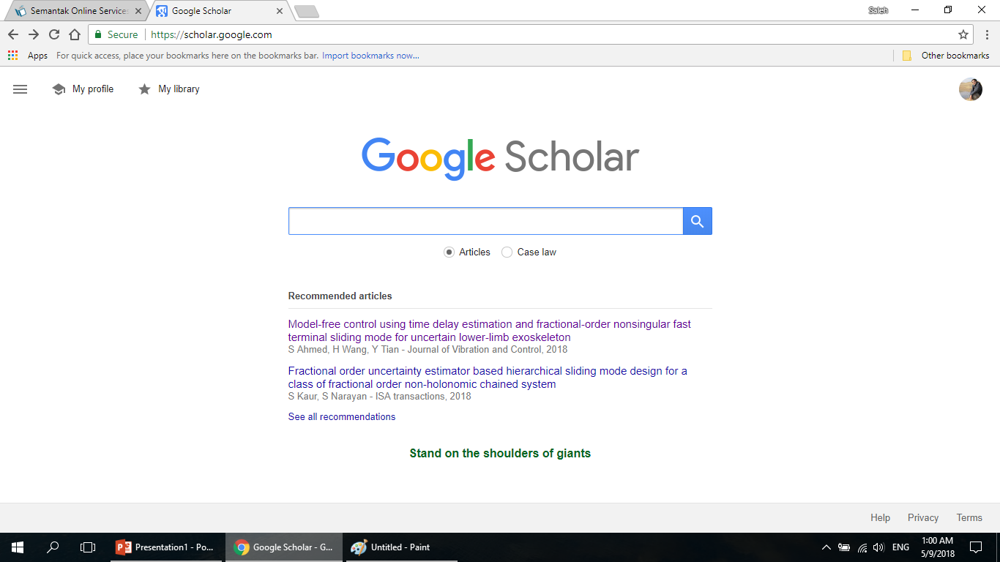 Semantak Online Services
Google Scholar
Saleh
Secure
https://scholar.google.com
Apps
For quick access, place your bookmarks here on the bookmarks bar. Import bookmarks now...
Other bookmarks
My profile
My library
Google Scholar
Articles
Case law
Recommended articles
Model-free control using time delay estimation and fractional-order nonsingular fast
terminal sliding mode for uncertain lower-limb exoskeleton
S Ahmed, H Wang, Y Tian - Journal of Vibration and Control, 2018
Fractional order uncertainty estimator based hierarchical sliding mode design for a
class of fractional order non-holonomic chained system
S Kaur, S Narayan - ISA transactions, 2018
See all recommendations
Stand on the shoulders of giants
Help
Privacy
Terms
Presentation1 - Po...
Google Scholar - G...
Untitled - Paint
ENG
1:00 AM
5/9/2018